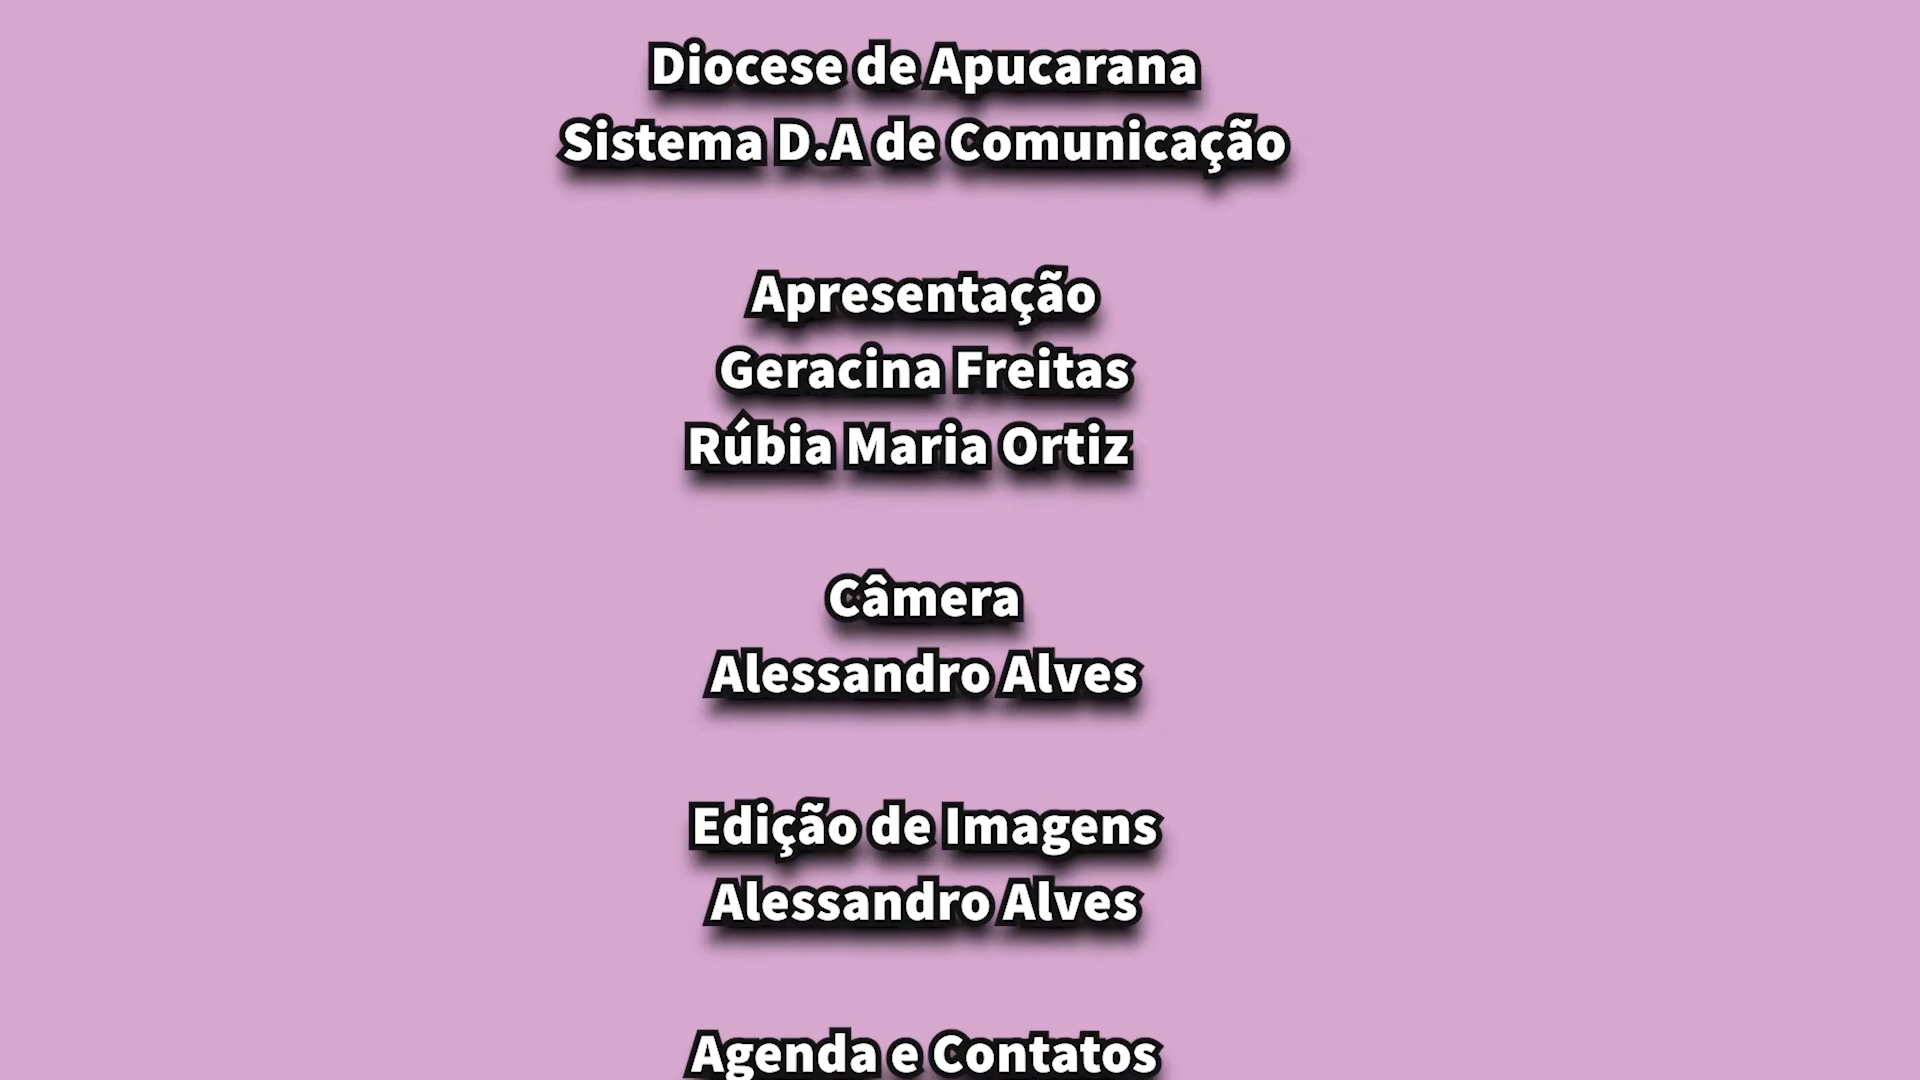 Diocese de Apucarana
Sistema D.A de Comunicação
Apresentação
Geracina Freitas
Rúbia Maria Ortiz
Câmera
Alessandro Alves
Edição de Imagens
Alessandro Alves
Agenda e Contatos